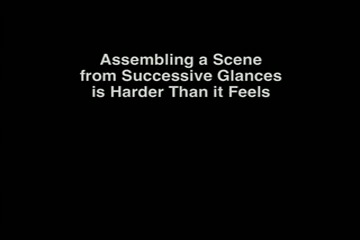 Assembling a Scene
from Successive Glances
is Harder Than it Feels